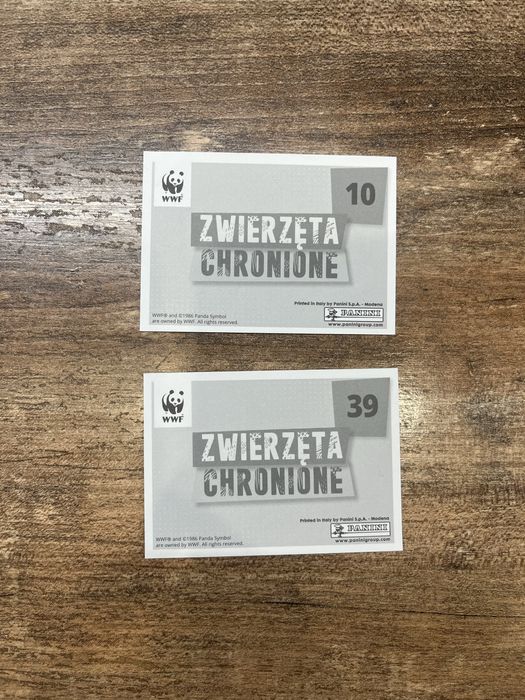 WWF
10
ZWIERZĘTA
CHRONIONE
Printed in Italy by Panini S.p.A. - Modena
WWF® and ©1986 Panda Symbol
are owned by WWF. All rights reserved.
PANINI
www.paninigroup.com
WWF
39
ZWIERZĘTA
CHRONIONE
Printed in Italy by Panini S.p.A. - Modena
WWF® and ©1986 Panda Symbol
are owned by WWF. All rights reserved.
PANINI
www.paninigroup.com